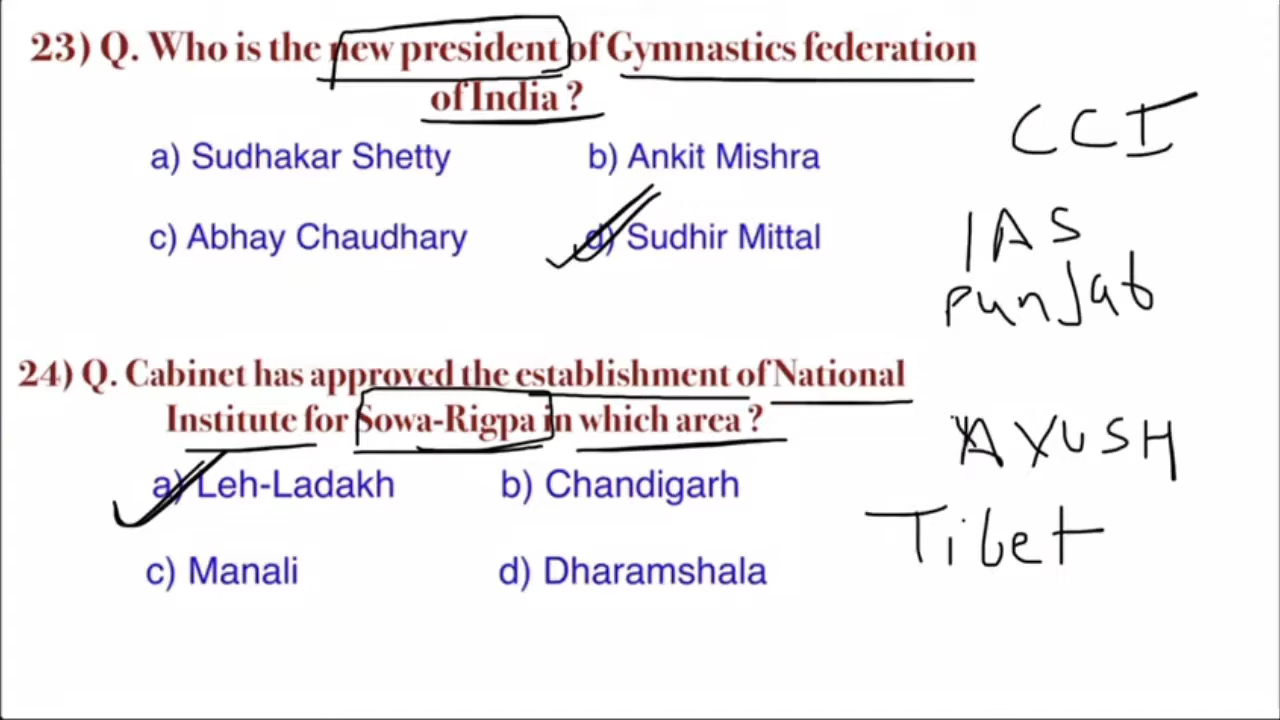 23) Q. Who is the new president of Gymnastics federation
of India ?
a) Sudhakar Shetty b) Ankit Mishra
c) Abhay Chaudhary d) Sudhir Mittal
CCI
IAS
Punjab
24) Q. Cabinet has approved the establishment of National
Institute for Sowa-Rigpa in which area ?
a) Leh-Ladakh b) Chandigarh
c) Manali d) Dharamshala
AYUSH
Tibet